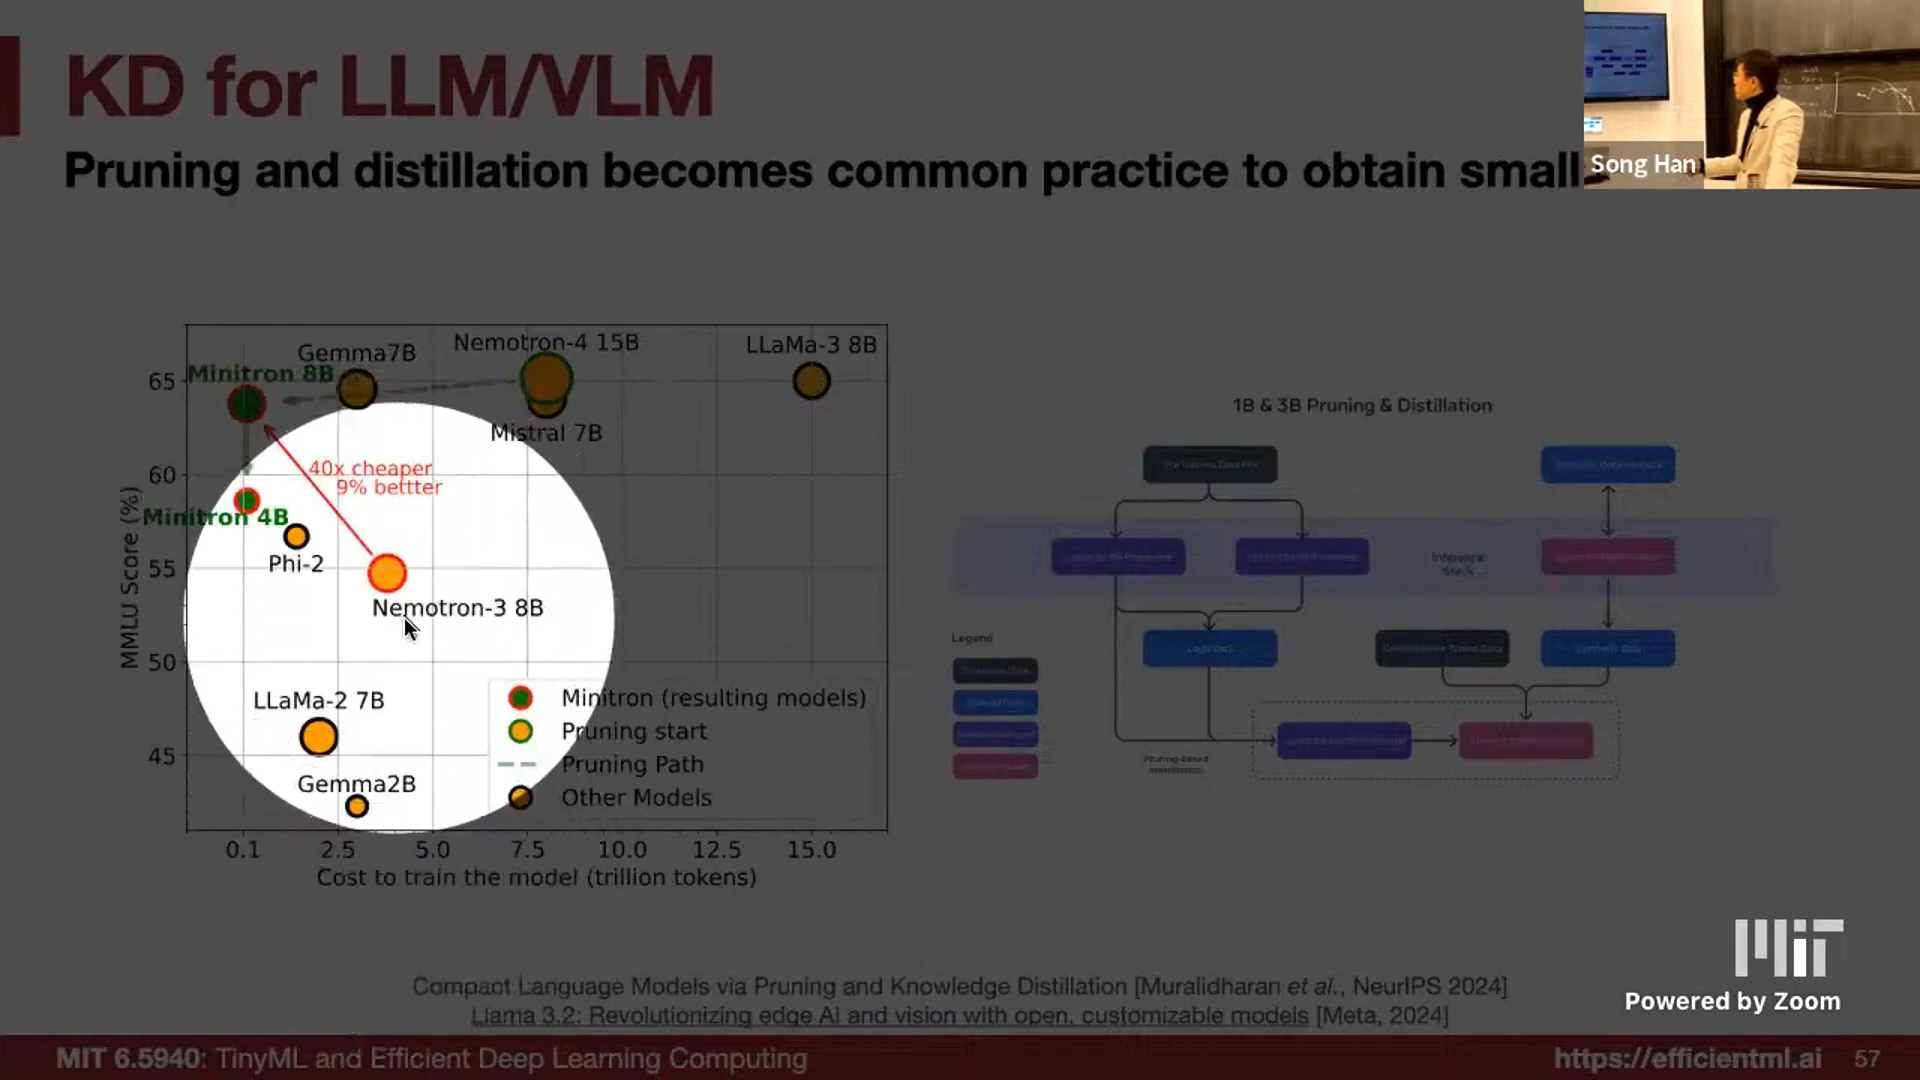 KD for LLM/VLM
Pruning and distillation becomes common practice to obtain small
Song Han
Nemotron-4 15B
LLaMa-3 8B
Gemma7B
Minitron 8B
65
Mistral 7B
40x cheaper
9% bettter
60
Minitron 4B
Phi-2
55
Nemotron-3 8B
50
LLaMa-2 7B
Gemma2B
45
MMLU Score (%)
Minitron (resulting models)
Pruning start
Pruning Path
Other Models
0.1 2.5 5.0 7.5 10.0 12.5 15.0
Cost to train the model (trillion tokens)
1B & 3B Pruning & Distillation
Inference
Legend
Pruning-based
MIT
Powered by Zoom
Compact Language Models via Pruning and Knowledge Distillation [Muralidharan et al., NeurIPS 2024]
Llama 3.2: Revolutionizing edge AI and vision with open, customizable models [Meta, 2024]
MIT 6.5940: TinyML and Efficient Deep Learning Computing
https://efficientml.ai 57